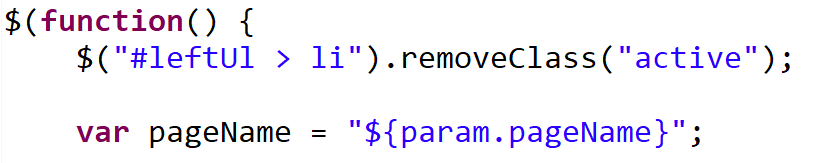 $(function() {
    $("#leftUl > li").removeClass("active");
    var pageName = "${param.pageName}";